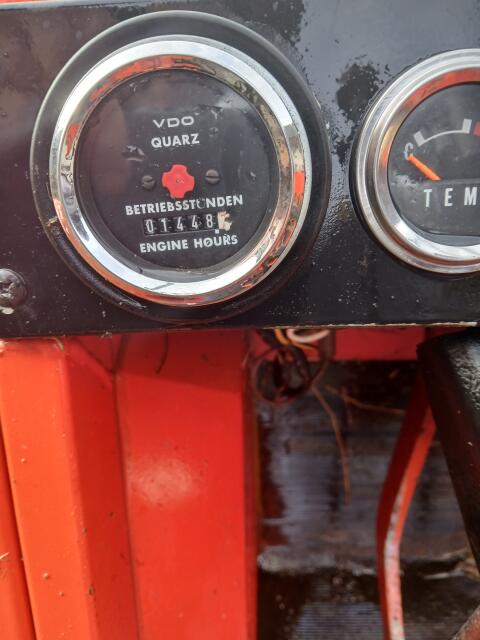 VDO
QUARZ
BETRIEBSSTUNDEN
01448
ENGINE HOURS
C
TEM